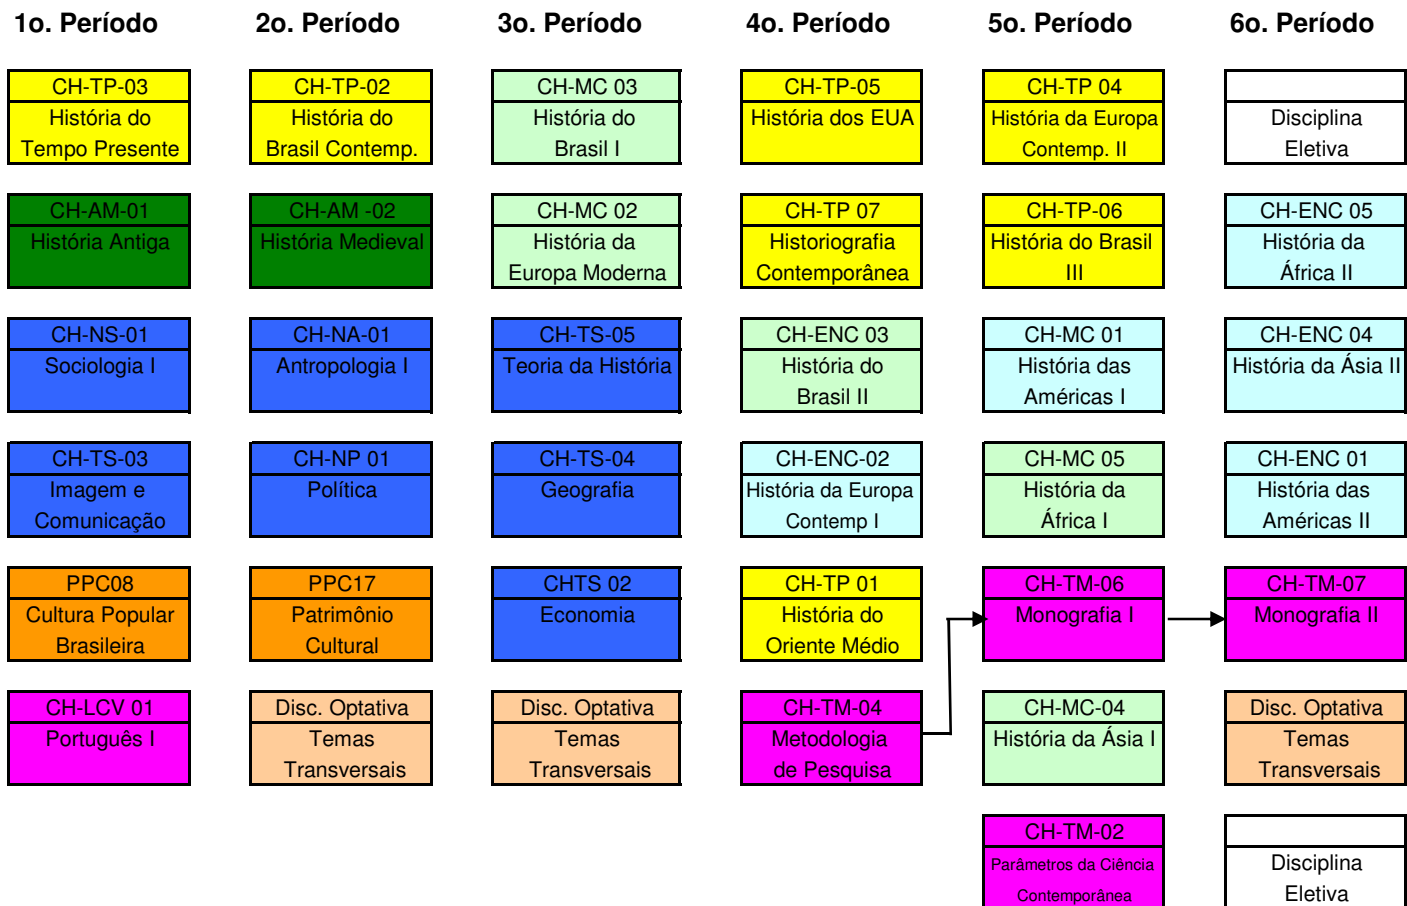 1o. Período
2o. Período
3o. Período
4o. Período
5o. Período
6o. Período
CH-TP-03
História do
Tempo Presente
CH-TP-02
História do
Brasil Contemp.
CH-MC 03
História do
Brasil I
CH-TP-05
História dos EUA
CH-TP 04
História da Europa
Contemp. II
Disciplina
Eletiva
CH-AM-01
História Antiga
CH-AM -02
História Medieval
CH-MC 02
História da
Europa Moderna
CH-TP 07
Historiografia
Contemporânea
CH-TP-06
História do Brasil
III
CH-ENC 05
História da
África II
CH-NS-01
Sociologia I
CH-NA-01
Antropologia I
CH-TS-05
Teoria da História
CH-ENC 03
História do
Brasil II
CH-MC 01
História das
Américas I
CH-ENC 04
História da Ásia II
CH-TS-03
Imagem e
Comunicação
CH-NP 01
Política
CH-TS-04
Geografia
CH-ENC-02
História da Europa
Contemp I
CH-MC 05
História da
África I
CH-ENC 01
História das
Américas II
PPC08
Cultura Popular
Brasileira
PPC17
Patrimônio
Cultural
CHTS 02
Economia
CH-TP 01
História do
Oriente Médio
CH-TM-06
Monografia I
CH-TM-07
Monografia II
CH-LCV 01
Português I
Disc. Optativa
Temas
Transversais
Disc. Optativa
Temas
Transversais
CH-TM-04
Metodologia
de Pesquisa
CH-MC-04
História da Ásia I
Disc. Optativa
Temas
Transversais
CH-TM-02
Parâmetros da Ciência
Contemporânea
Disciplina
Eletiva